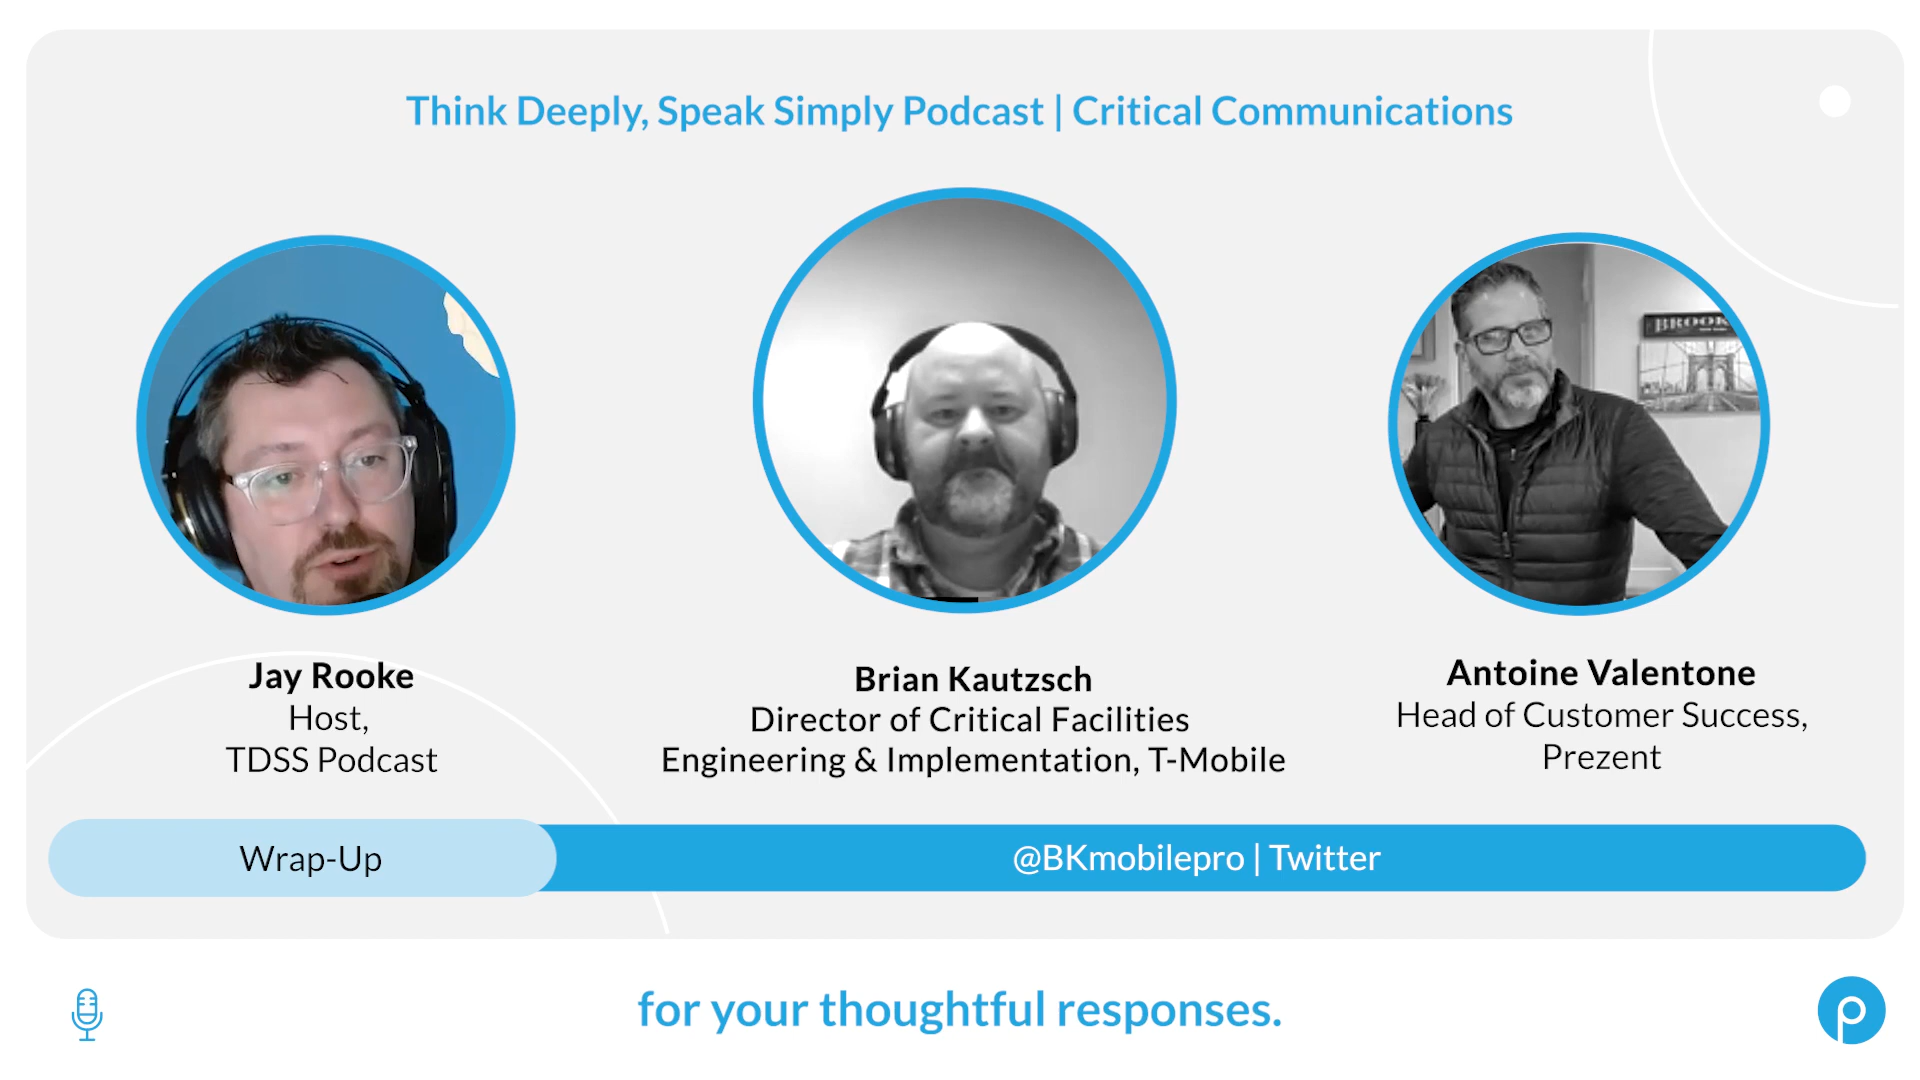 Think Deeply, Speak Simply Podcast | Critical Communications
BROOK
Jay Rooke
Host,
TDSS Podcast
Brian Kautzsch
Director of Critical Facilities
Engineering & Implementation, T-Mobile
Antoine Valentone
Head of Customer Success,
Prezent
Wrap-Up
@BKmobilepro | Twitter
for your thoughtful responses.